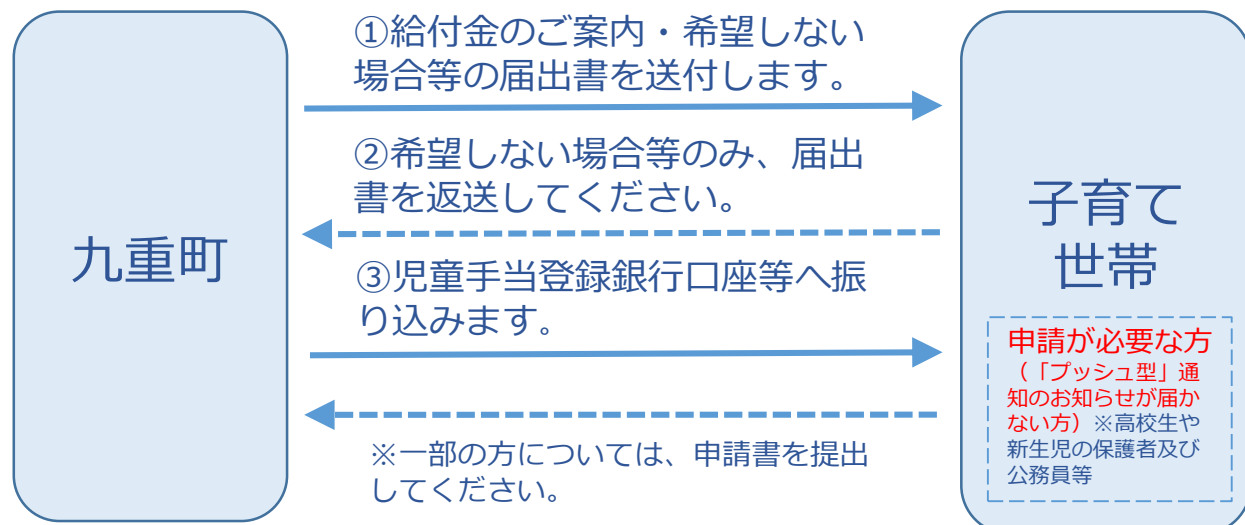 九重町
①給付金のご案内・希望しない
場合等の届出書を送付します。
②希望しない場合等のみ、届出
書を返送してください。
③児童手当登録銀行口座等へ振
り込みます。
※一部の方については、申請書を提出
してください。
子育て
世帯
申請が必要な方
（「プッシュ型」通
知のお知らせが届か
ない方）※高校生や
新生児の保護者及び
公務員等